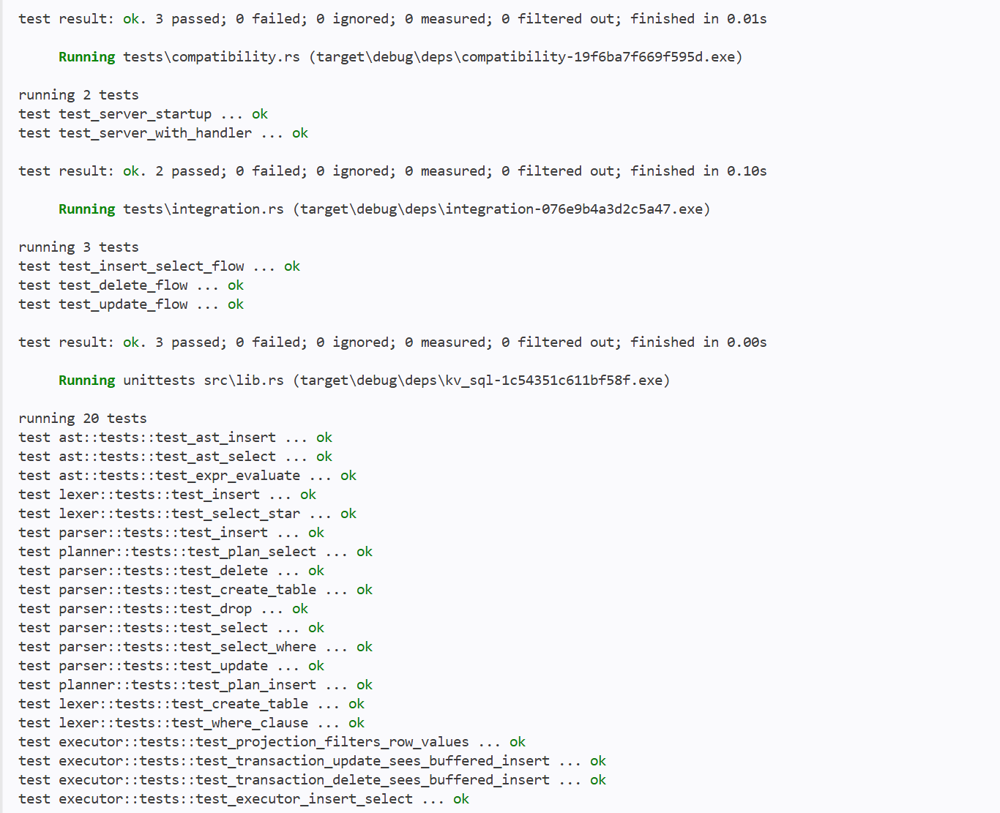 test result: ok. 3 passed; 0 failed; 0 ignored; 0 measured; 0 filtered out; finished in 0.01s
Running tests\compatibility.rs (target\debug\deps\compatibility-19f6ba7f669f595d.exe)
running 2 tests
test test_server_startup ... ok
test test_server_with_handler ... ok
test result: ok. 2 passed; 0 failed; 0 ignored; 0 measured; 0 filtered out; finished in 0.10s
Running tests\integration.rs (target\debug\deps\integration-076e9b4a3d2c5a47.exe)
running 3 tests
test test_insert_select_flow ... ok
test test_delete_flow ... ok
test test_update_flow ... ok
test result: ok. 3 passed; 0 failed; 0 ignored; 0 measured; 0 filtered out; finished in 0.00s
Running unittests src\lib.rs (target\debug\deps\kv_sql-1c54351c611bf58f.exe)
running 20 tests
test ast::tests::test_ast_insert ... ok
test ast::tests::test_ast_select ... ok
test ast::tests::test_expr_evaluate ... ok
test lexer::tests::test_insert ... ok
test lexer::tests::test_select_star ... ok
test parser::tests::test_insert ... ok
test planner::tests::test_plan_select ... ok
test parser::tests::test_delete ... ok
test parser::tests::test_create_table ... ok
test parser::tests::test_drop ... ok
test parser::tests::test_select ... ok
test parser::tests::test_select_where ... ok
test parser::tests::test_update ... ok
test planner::tests::test_plan_insert ... ok
test lexer::tests::test_create_table ... ok
test lexer::tests::test_where_clause ... ok
test executor::tests::test_projection_filters_row_values ... ok
test executor::tests::test_transaction_update_sees_buffered_insert ... ok
test executor::tests::test_transaction_delete_sees_buffered_insert ... ok
test executor::tests::test_executor_insert_select ... ok